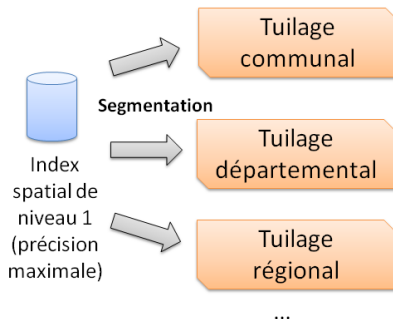 Tuilage
communal
Segmentation
Tuilage
départemental
Index
spatial de
niveau 1
(précision
maximale)
Tuilage
régional
...